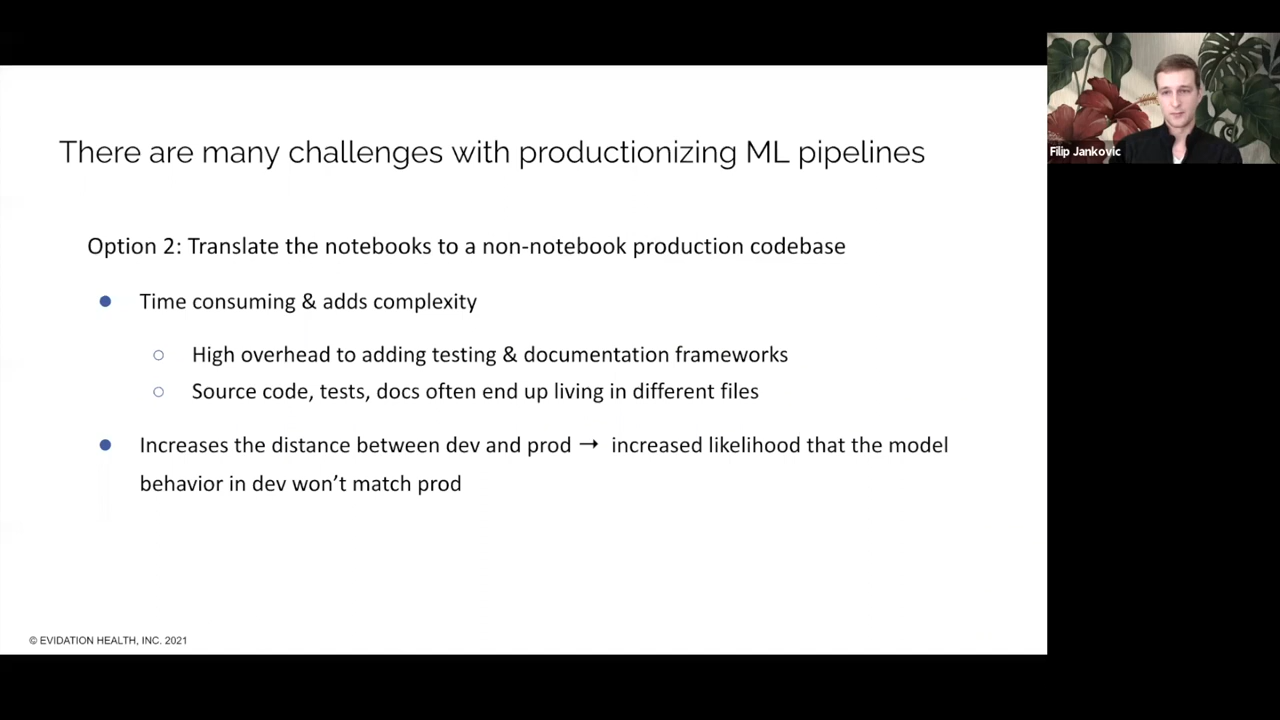 There are many challenges with productionizing ML pipelines
Option 2: Translate the notebooks to a non-notebook production codebase
● Time consuming & adds complexity
○ High overhead to adding testing & documentation frameworks
○ Source code, tests, docs often end up living in different files
● Increases the distance between dev and prod → increased likelihood that the model
behavior in dev won’t match prod
© EVIDATION HEALTH, INC. 2021
Filip Jankovic